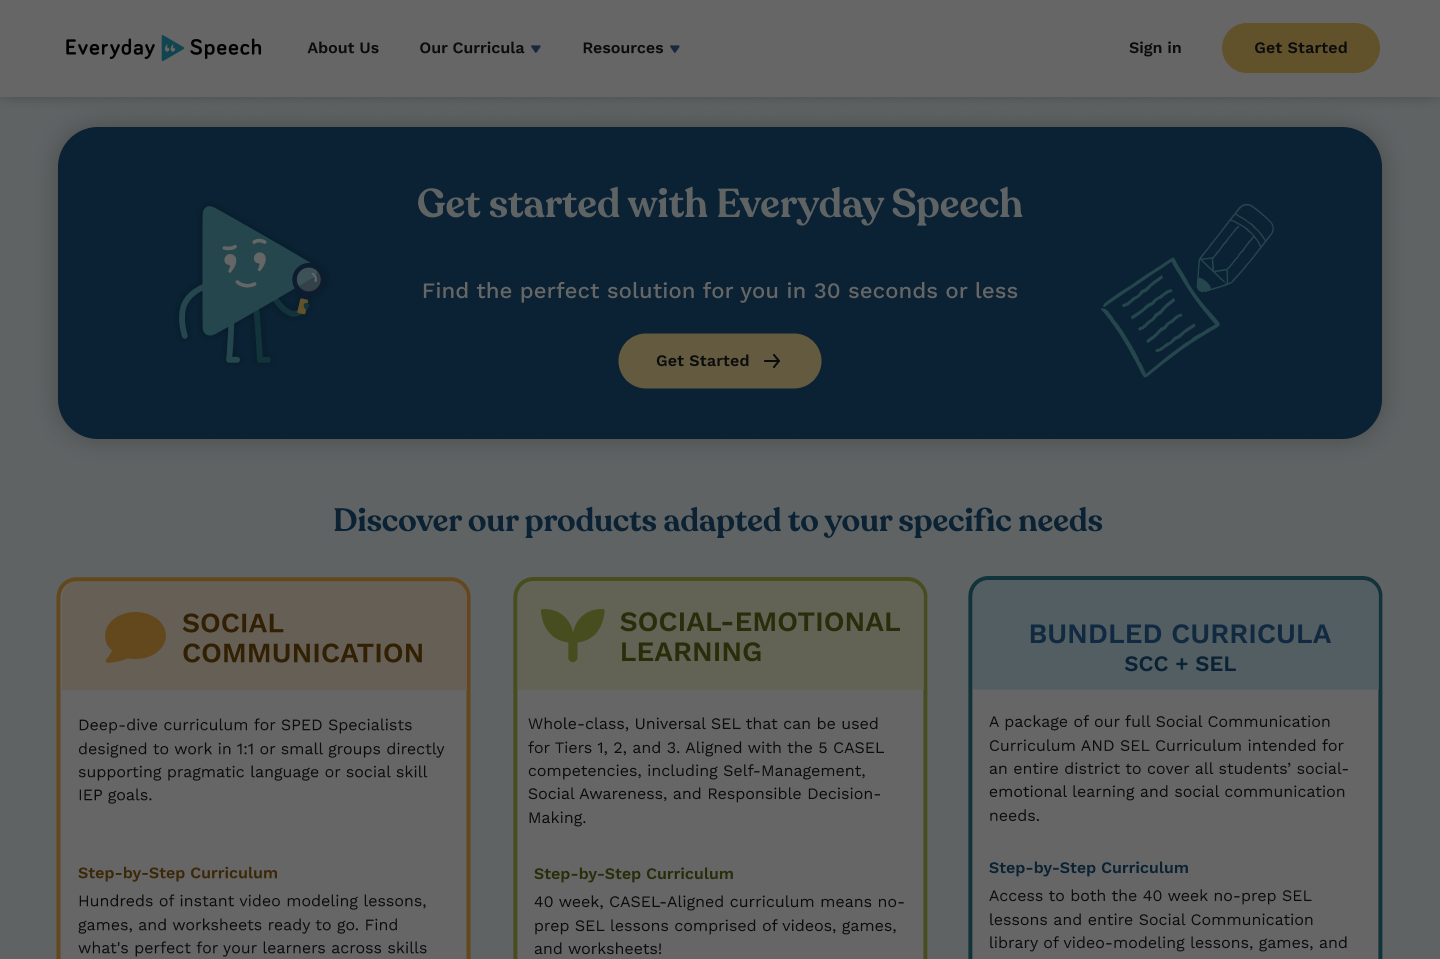 Everyday Speech
About Us
Our Curricula
Resources
Sign in
Get Started
Get started with Everyday Speech
Find the perfect solution for you in 30 seconds or less
Get Started
Discover our products adapted to your specific needs
SOCIAL
COMMUNICATION
Deep-dive curriculum for SPED Specialists
designed to work in 1:1 or small groups directly
supporting pragmatic language or social skill
IEP goals.
Step-by-Step Curriculum
Hundreds of instant video modeling lessons,
games, and worksheets ready to go. Find
what's perfect for your learners across skills
SOCIAL-EMOTIONAL
LEARNING
Whole-class, Universal SEL that can be used
for Tiers 1, 2, and 3. Aligned with the 5 CASEL
competencies, including Self-Management,
Social Awareness, and Responsible Decision-
Making.
Step-by-Step Curriculum
40 week, CASEL-Aligned curriculum means no-
prep SEL lessons comprised of videos, games,
and worksheets!
BUNDLED CURRICULA
SCC + SEL
A package of our full Social Communication
Curriculum AND SEL Curriculum intended for
an entire district to cover all students’ social-
emotional learning and social communication
needs.
Step-by-Step Curriculum
Access to both the 40 week no-prep SEL
lessons and entire Social Communication
library of video-modeling lessons, games, and